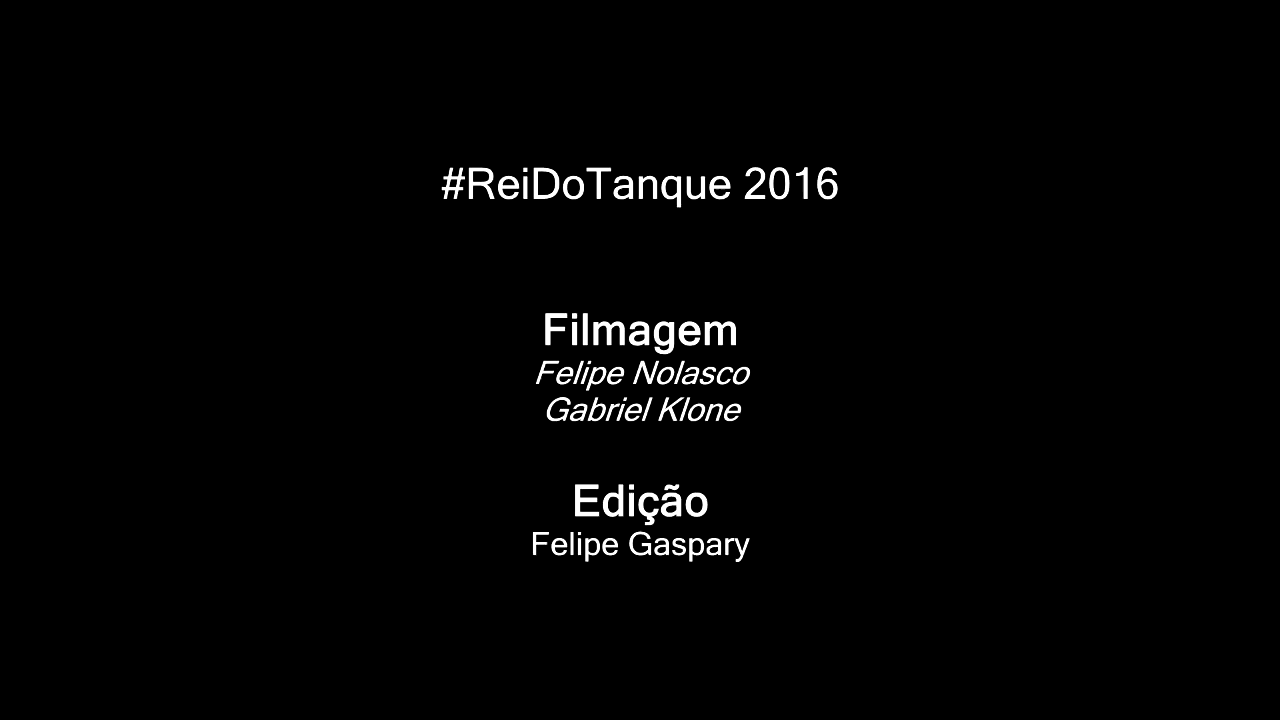 #ReiDoTanque 2016
Filmagem
Felipe Nolasco
Gabriel Klone
Edição
Felipe Gaspary